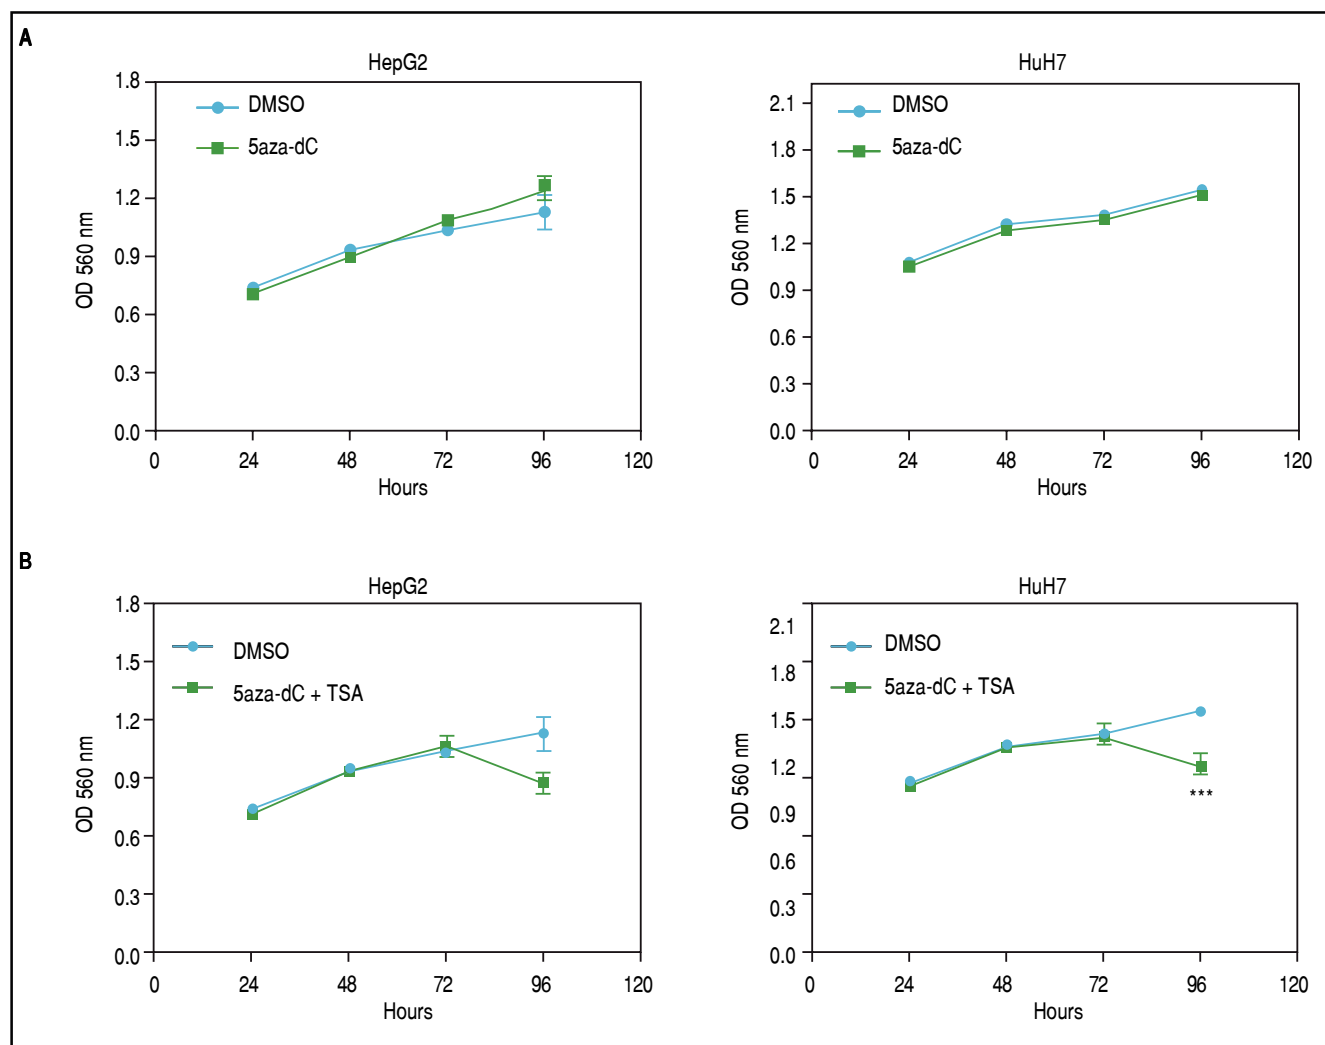 A
HepG2
1.8
1.5
1.2
0.9
0.6
0.3
0.0
OD 560 nm
DMSO
5aza-dC
0 24 48 72 96 120
Hours
HuH7
2.1
1.8
1.5
1.2
0.9
0.6
0.3
0.0
OD 560 nm
DMSO
5aza-dC
0 24 48 72 96 120
Hours
B
HepG2
1.8
1.5
1.2
0.9
0.6
0.3
0.0
OD 560 nm
DMSO
5aza-dC + TSA
0 24 48 72 96 120
Hours
HuH7
2.1
1.8
1.5
1.2
0.9
0.6
0.3
0.0
OD 560 nm
DMSO
5aza-dC + TSA
***
0 24 48 72 96 120
Hours